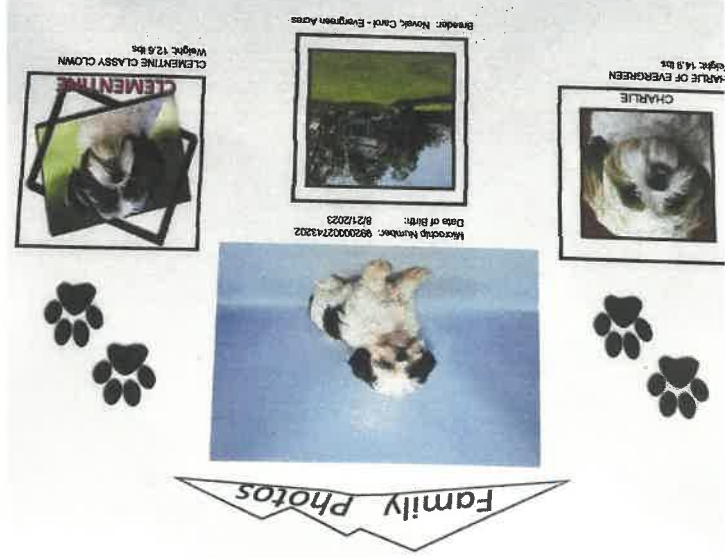 Family Photos
Microchip Number: 992000002743202
Date of Birth: 8/21/2023
CHARLIE
HARLIE OF EVERGREEN
eight: 14.9 lbs
Breeder: Novak, Carol - Evergreen Acres
CLEMENTINE
CLEMENTINE CLASSY CLOWN
Weight: 12.6 lbs